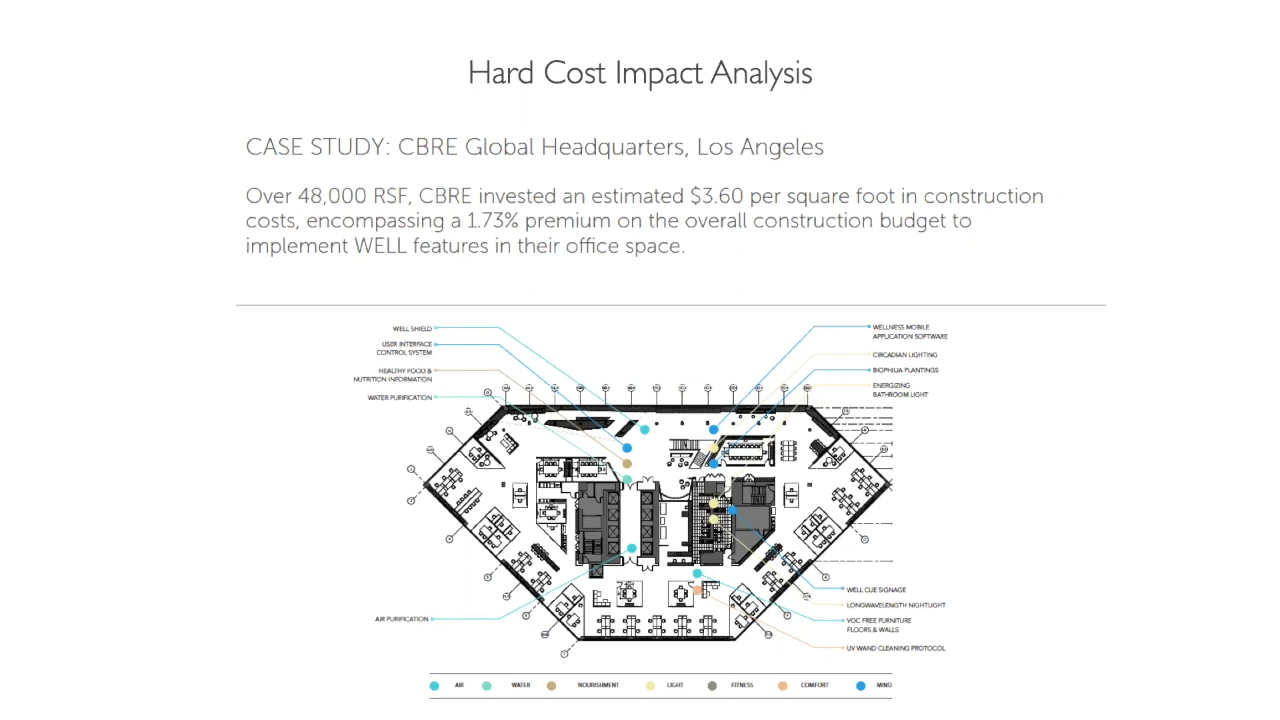 Hard Cost Impact Analysis
CASE STUDY: CBRE Global Headquarters, Los Angeles
Over 48,000 RSF, CBRE invested an estimated $3.60 per square foot in construction
costs, encompassing a 1.73% premium on the overall construction budget to
implement WELL features in their office space.
WELL SHIELD
USER INTERFACE
CONTROL SYSTEM
HEALTHY FOOD &
NUTRITION INFORMATION
WATER PURIFICATION
AIR PURIFICATION
WELLNESS MOBILE
APPLICATION SOFTWARE
CIRCADIAN LIGHTING
BIOPHILIA PLANTINGS
ENERGIZING
BATHROOM LIGHT
WELL CUE SIGNAGE
LONGWAVELENGTH NIGHTLIGHT
VOC FREE FURNITURE
FLOORS & WALLS
UV WAND CLEANING PROTOCOL
AIR WATER NOURISHMENT LIGHT FITNESS COMFORT MIND